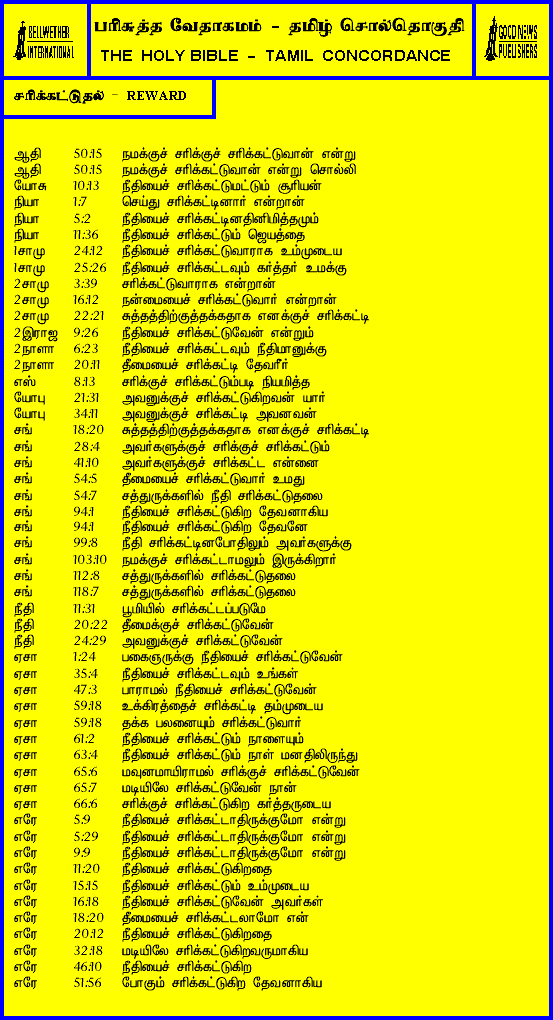 BELLWETHER
INTERNATIONAL
பரிசுத்த வேதாகமம் - தமிழ் சொல்தொகுதி
THE HOLY BIBLE - TAMIL CONCORDANCE
GOOD NEWS
PUBLISHERS
சரிக்கட்டுதல் - REWARD
ஆதி 50:15 நமக்குச் சரிக்குச் சரிக்கட்டுவான் என்று
ஆதி 50:15 நமக்குச் சரிக்கட்டுவான் என்று சொல்லி
யோசு 10:13 நீதியைச் சரிக்கட்டுமட்டும் சூரியன்
நியா 1:7 செய்து சரிக்கட்டினார் என்றான்
நியா 5:2 நீதியைச் சரிக்கட்டினதினிமித்தமும்
நியா 11:36 நீதியைச் சரிக்கட்டும் ஜெயத்தை
1சாமு 24:12 நீதியைச் சரிக்கட்டுவாராக உம்முடைய
1சாமு 25:26 நீதியைச் சரிக்கட்டவும் கர்த்தர் உமக்கு
2சாமு 3:39 சரிக்கட்டுவாராக என்றான்
2சாமு 16:12 நன்மையைச் சரிக்கட்டுவார் என்றான்
2சாமு 22:21 சுத்தத்திற்குத்தக்கதாக எனக்குச் சரிக்கட்டி
2இராஜ 9:26 நீதியைச் சரிக்கட்டுவேன் என்றும்
2நாளா 6:23 நீதியைச் சரிக்கட்டவும் நீதிமானுக்கு
2நாளா 20:11 தீமையைச் சரிக்கட்டி தேவரீர்
எஸ் 8:13 சரிக்குச் சரிக்கட்டும்படி நியமித்த
யோபு 21:31 அவனுக்குச் சரிக்கட்டுகிறவன் யார்
யோபு 34:11 அவனுக்குச் சரிக்கட்டி அவனவன்
சங் 18:20 சுத்தத்திற்குத்தக்கதாக எனக்குச் சரிக்கட்டி
சங் 28:4 அவர்களுக்குச் சரிக்குச் சரிக்கட்டும்
சங் 41:10 அவர்களுக்குச் சரிக்கட்ட என்னை
சங் 54:5 தீமையைச் சரிக்கட்டுவார் உமது
சங் 54:7 சத்துருக்களில் நீதி சரிக்கட்டுதலை
சங் 94:1 நீதியைச் சரிக்கட்டுகிற தேவனாகிய
சங் 94:1 நீதியைச் சரிக்கட்டுகிற தேவனே
சங் 99:8 நீதி சரிக்கட்டினபோதிலும் அவர்களுக்கு
சங் 103:10 நமக்குச் சரிக்கட்டாமலும் இருக்கிறார்
சங் 112:8 சத்துருக்களில் சரிக்கட்டுதலை
சங் 118:7 சத்துருக்களில் சரிக்கட்டுதலை
நீதி 11:31 பூமியில் சரிக்கட்டப்படுமே
நீதி 20:22 தீமைக்குச் சரிக்கட்டுவேன்
நீதி 24:29 அவனுக்குச் சரிக்கட்டுவேன்
ஏசா 1:24 பகைஞருக்கு நீதியைச் சரிக்கட்டுவேன்
ஏசா 35:4 நீதியைச் சரிக்கட்டவும் உங்கள்
ஏசா 47:3 பாராமல் நீதியைச் சரிக்கட்டுவேன்
ஏசா 59:18 உக்கிரத்தைச் சரிக்கட்டி தம்முடைய
ஏசா 59:18 தக்க பலனையும் சரிக்கட்டுவார்
ஏசா 61:2 நீதியைச் சரிக்கட்டும் நாளையும்
ஏசா 63:4 நீதியைச் சரிக்கட்டும் நாள் மனதிலிருந்து
ஏசா 65:6 மவுனமாயிராமல் சரிக்குச் சரிக்கட்டுவேன்
ஏசா 65:7 மடியிலே சரிக்கட்டுவேன் நான்
ஏசா 66:6 சரிக்குச் சரிக்கட்டுகிற கர்த்தருடைய
எரே 5:9 நீதியைச் சரிக்கட்டாதிருக்குமோ என்று
எரே 5:29 நீதியைச் சரிக்கட்டாதிருக்குமோ என்று
எரே 9:9 நீதியைச் சரிக்கட்டாதிருக்குமோ என்று
எரே 11:20 நீதியைச் சரிக்கட்டுகிறதை
எரே 15:15 நீதியைச் சரிக்கட்டும் உம்முடைய
எரே 16:18 நீதியைச் சரிக்கட்டுவேன் அவர்கள்
எரே 18:20 தீமையைச் சரிக்கட்டலாமோ என்
எரே 20:12 நீதியைச் சரிக்கட்டுகிறதை
எரே 32:18 மடியிலே சரிக்கட்டுகிறவருமாகிய
எரே 46:10 நீதியைச் சரிக்கட்டுகிற
எரே 51:56 போகும் சரிக்கட்டுகிற தேவனாகிய